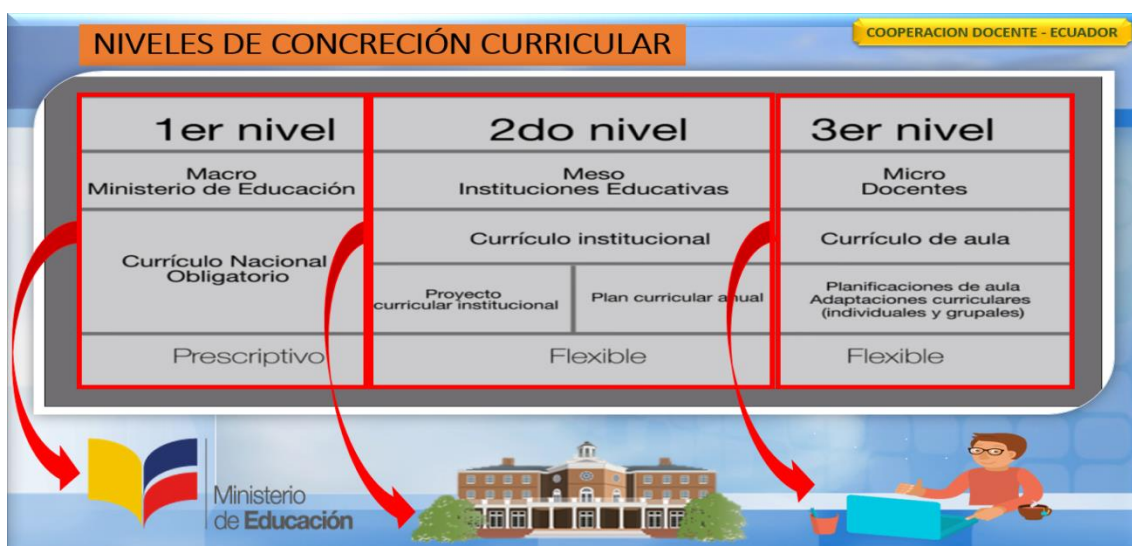 NIVELES DE CONCRECIÓN CURRICULAR
COOPERACION DOCENTE - ECUADOR
1er nivel
2do nivel
3er nivel
Macro
Ministerio de Educación
Meso
Instituciones Educativas
Micro
Docentes
Currículo Nacional
Obligatorio
Currículo institucional
Currículo de aula
Proyecto
curricular institucional
Plan curricular anual
Planificaciones de aula
Adaptaciones curriculares
(individuales y grupales)
Prescriptivo
Flexible
Flexible
Ministerio
de Educación